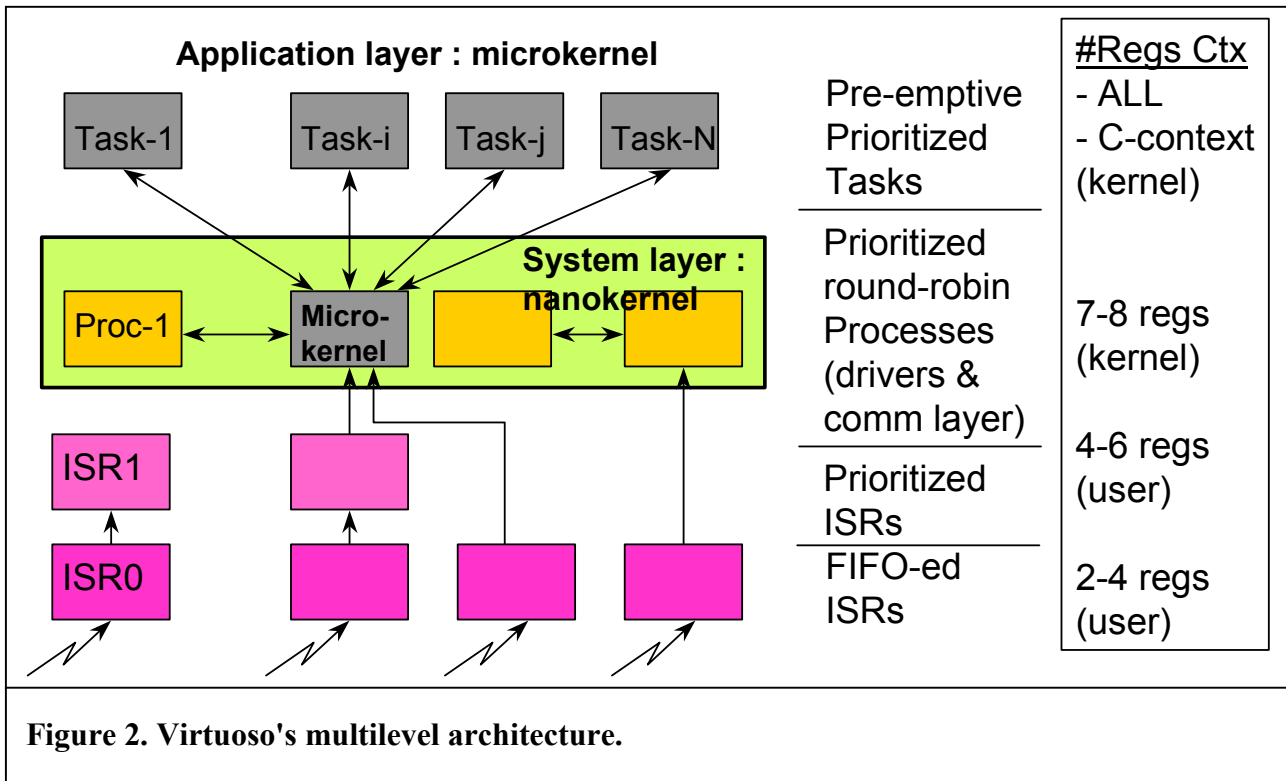 Application layer : microkernel
Task-1
Task-i
Task-j
Task-N
System layer :
nanokernel
Proc-1
Micro-
kernel
ISR1
ISR0
Pre-emptive
Prioritized
Tasks
Prioritized
round-robin
Processes
(drivers &
comm layer)
Prioritized
ISRs
FIFO-ed
ISRs
#Regs Ctx
- ALL
- C-context
(kernel)
7-8 regs
(kernel)
4-6 regs
(user)
2-4 regs
(user)
Figure 2. Virtuoso's multilevel architecture.